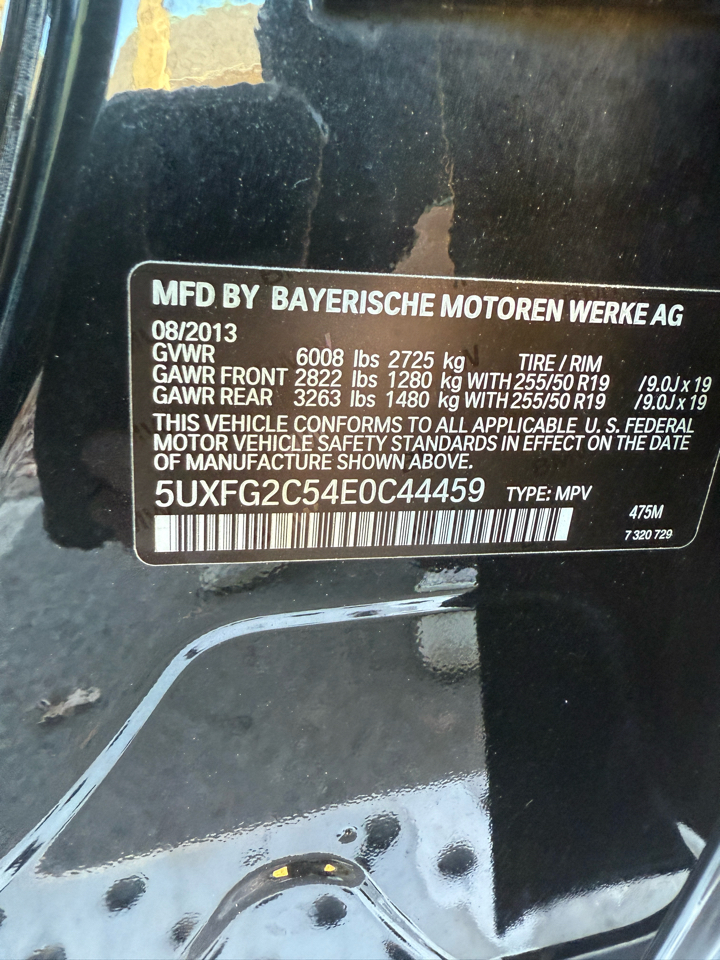 MFD BY BAYERISCHE MOTOREN WERKE AG
08/2013
GVWR 6008 lbs 2725 kg TIRE / RIM
GAWR FRONT 2822 lbs 1280 kg WITH 255/50 R19 /9.0J x 19
GAWR REAR 3263 lbs 1480 kg WITH 255/50 R19 /9.0J x 19
THIS VEHICLE CONFORMS TO ALL APPLICABLE U. S. FEDERAL
MOTOR VEHICLE SAFETY STANDARDS IN EFFECT ON THE DATE
OF MANUFACTURE SHOWN ABOVE.
5UXFG2C54E0C44459 TYPE: MPV
475M
7 320 729